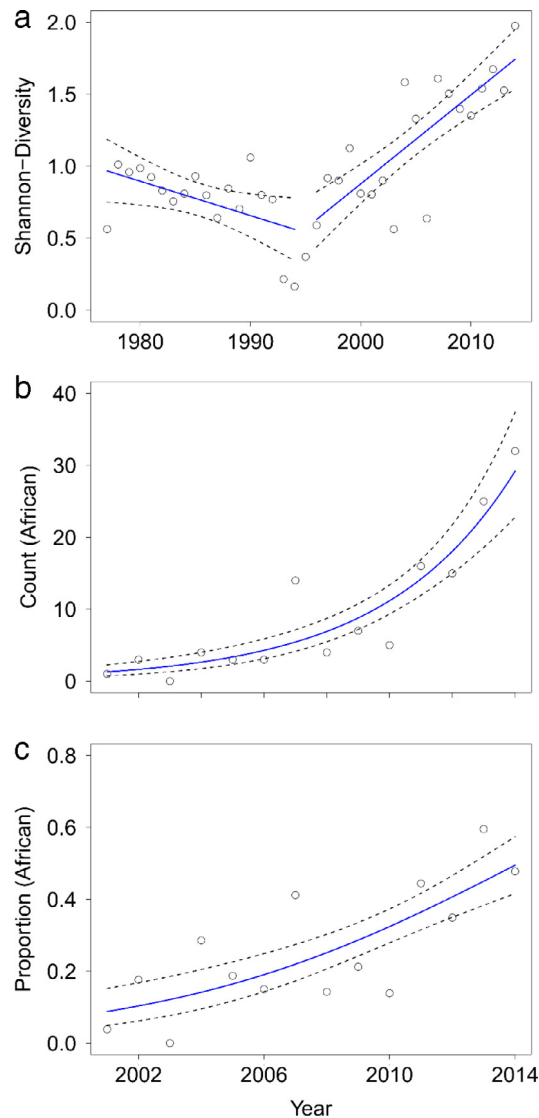 a
Shannon−Diversity
2.0
1.5
1.0
0.5
0.0
1980 1990 2000 2010
b
Count (African)
40
30
20
10
0
c
Proportion (African)
0.8
0.6
0.4
0.2
0.0
2002 2006 2010 2014
Year